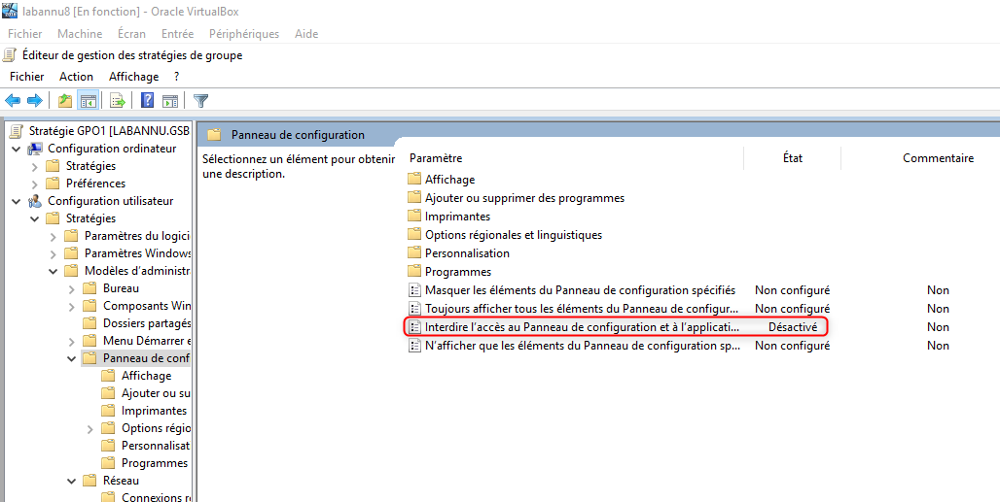 labannu8 [En fonction] - Oracle VirtualBox
Fichier Machine Écran Entrée Périphériques Aide
Éditeur de gestion des stratégies de groupe
Fichier Action Affichage ?
Stratégie GPO1 [LABANNU.GSB
Configuration ordinateur
Stratégies
Préférences
Configuration utilisateur
Stratégies
Paramètres du logici
Paramètres Windows
Modèles d'administr
Bureau
Composants Win
Dossiers partagés
Menu Démarrer e
Panneau de conf
Affichage
Ajouter ou su
Imprimantes
Options régio
Personnalisat
Programmes
Réseau
Connexions r
Panneau de configuration
Sélectionnez un élément pour obtenir
une description.
Paramètre État Commentaire
Affichage
Ajouter ou supprimer des programmes
Imprimantes
Options régionales et linguistiques
Personnalisation
Programmes
Masquer les éléments du Panneau de configuration spécifiés Non configuré Non
Toujours afficher tous les éléments du Panneau de configur... Non configuré Non
Interdire l'accès au Panneau de configuration et à l'applicati... Désactivé Non
N'afficher que les éléments du Panneau de configuration sp... Non configuré Non